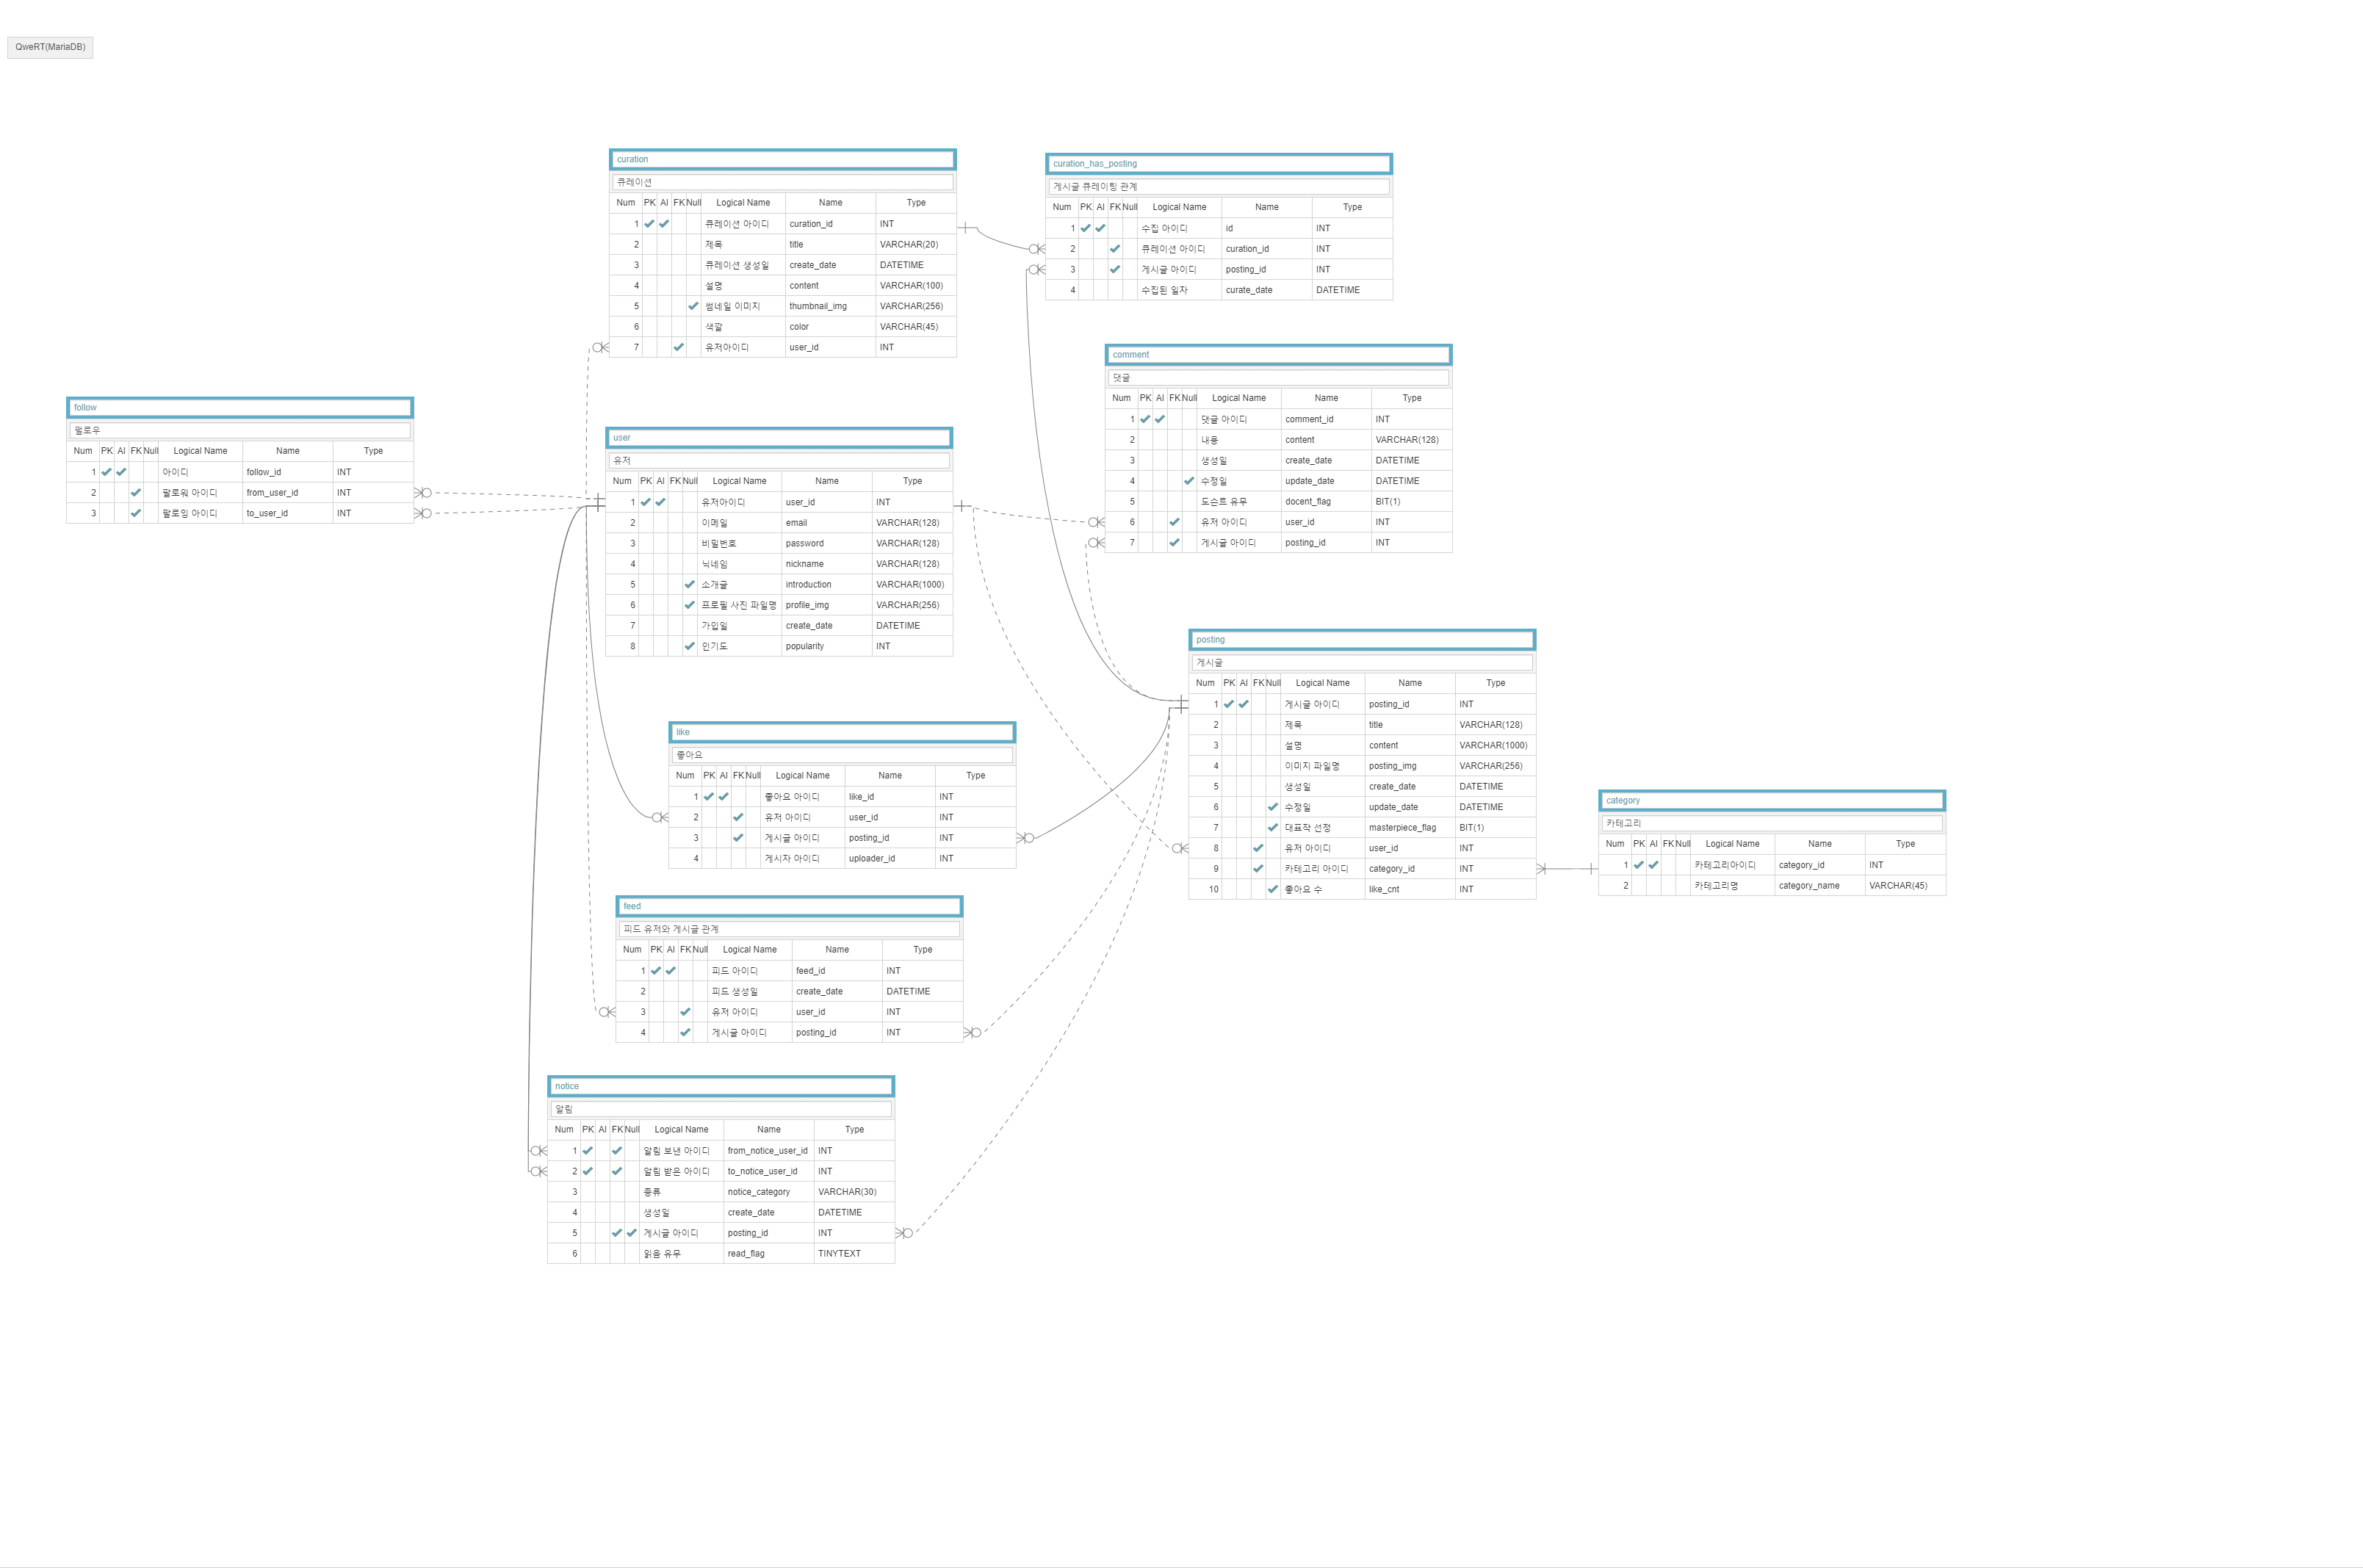 QweRT(MariaDB)
curation
큐레이션
Num PK AI FK Null Logical Name Name Type
1 큐레이션 아이디 curation_id INT
2 제목 title VARCHAR(20)
3 큐레이션 생성일 create_date DATETIME
4 설명 content VARCHAR(100)
5 썸네일 이미지 thumbnail_img VARCHAR(256)
6 색깔 color VARCHAR(45)
7 유저아이디 user_id INT
curation_has_posting
게시글 큐레이팅 관계
Num PK AI FK Null Logical Name Name Type
1 수집 아이디 id INT
2 큐레이션 아이디 curation_id INT
3 게시글 아이디 posting_id INT
4 수집된 일자 curate_date DATETIME
comment
댓글
Num PK AI FK Null Logical Name Name Type
1 댓글 아이디 comment_id INT
2 내용 content VARCHAR(128)
3 생성일 create_date DATETIME
4 수정일 update_date DATETIME
5 도슨트 유무 docent_flag BIT(1)
6 유저 아이디 user_id INT
7 게시글 아이디 posting_id INT
follow
팔로우
Num PK AI FK Null Logical Name Name Type
1 아이디 follow_id INT
2 팔로워 아이디 from_user_id INT
3 팔로잉 아이디 to_user_id INT
user
유저
Num PK AI FK Null Logical Name Name Type
1 유저아이디 user_id INT
2 이메일 email VARCHAR(128)
3 비밀번호 password VARCHAR(128)
4 닉네임 nickname VARCHAR(128)
5 소개글 introduction VARCHAR(1000)
6 프로필 사진 파일명 profile_img VARCHAR(256)
7 가입일 create_date DATETIME
8 인기도 popularity INT
posting
게시글
Num PK AI FK Null Logical Name Name Type
1 게시글 아이디 posting_id INT
2 제목 title VARCHAR(128)
3 설명 content VARCHAR(1000)
4 이미지 파일명 posting_img VARCHAR(256)
5 생성일 create_date DATETIME
6 수정일 update_date DATETIME
7 대표작 선정 masterpiece_flag BIT(1)
8 유저 아이디 user_id INT
9 카테고리 아이디 category_id INT
10 좋아요 수 like_cnt INT
like
좋아요
Num PK AI FK Null Logical Name Name Type
1 좋아요 아이디 like_id INT
2 유저 아이디 user_id INT
3 게시글 아이디 posting_id INT
4 게시자 아이디 uploader_id INT
category
카테고리
Num PK AI FK Null Logical Name Name Type
1 카테고리아이디 category_id INT
2 카테고리명 category_name VARCHAR(45)
feed
피드 유저와 게시글 관계
Num PK AI FK Null Logical Name Name Type
1 피드 아이디 feed_id INT
2 피드 생성일 create_date DATETIME
3 유저 아이디 user_id INT
4 게시글 아이디 posting_id INT
notice
알림
Num PK AI FK Null Logical Name Name Type
1 알림 보낸 아이디 from_notice_user_id INT
2 알림 받은 아이디 to_notice_user_id INT
3 종류 notice_category VARCHAR(30)
4 생성일 create_date DATETIME
5 게시글 아이디 posting_id INT
6 읽음 유무 read_flag TINYTEXT